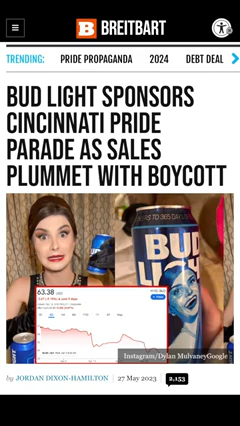 BREITBART
TRENDING: PRIDE PROPAGANDA 2024 DEBT DEAL
BUD LIGHT SPONSORS
CINCINNATI PRIDE
PARADE AS SALES
PLUMMET WITH BOYCOTT
63.38
BUD
LIGHT
Instagram/Dylan MulvaneyGoogle
by JORDAN DIXON-HAMILTON 27 May 2023 2,153